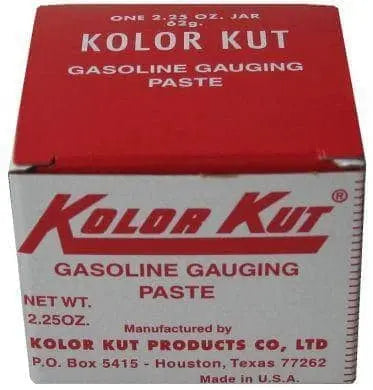 ONE 2.25 OZ. JAR
62g.
KOLOR KUT
GASOLINE GAUGING
PASTE
KOLOR KUT®
GASOLINE GAUGING
PASTE
NET WT.
2.25OZ.
Manufactured by
KOLOR KUT PRODUCTS CO, LTD
P.O. Box 5415 - Houston, Texas 77262
Made in U.S.A.